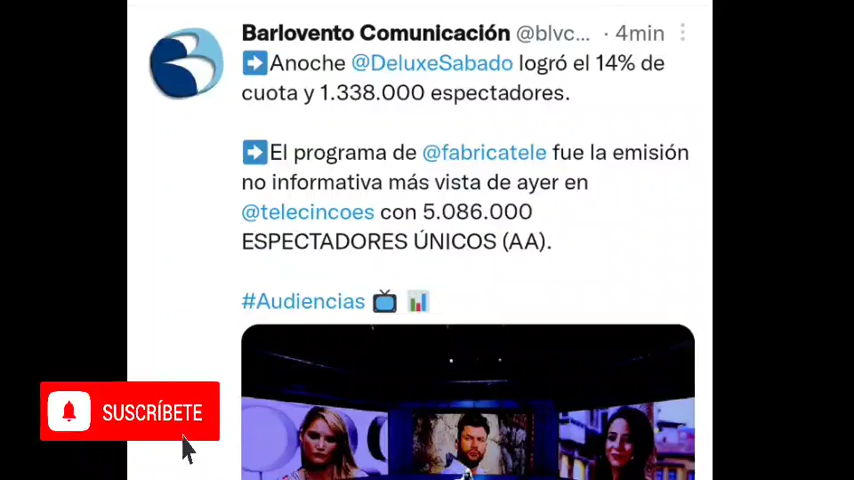 Barlovento Comunicación @blvc... · 4min
Anoche @DeluxeSabado logró el 14% de
cuota y 1.338.000 espectadores.
El programa de @fabricatele fue la emisión
no informativa más vista de ayer en
@telecincoes con 5.086.000
ESPECTADORES ÚNICOS (AA).
#Audiencias
SUSCRÍBETE